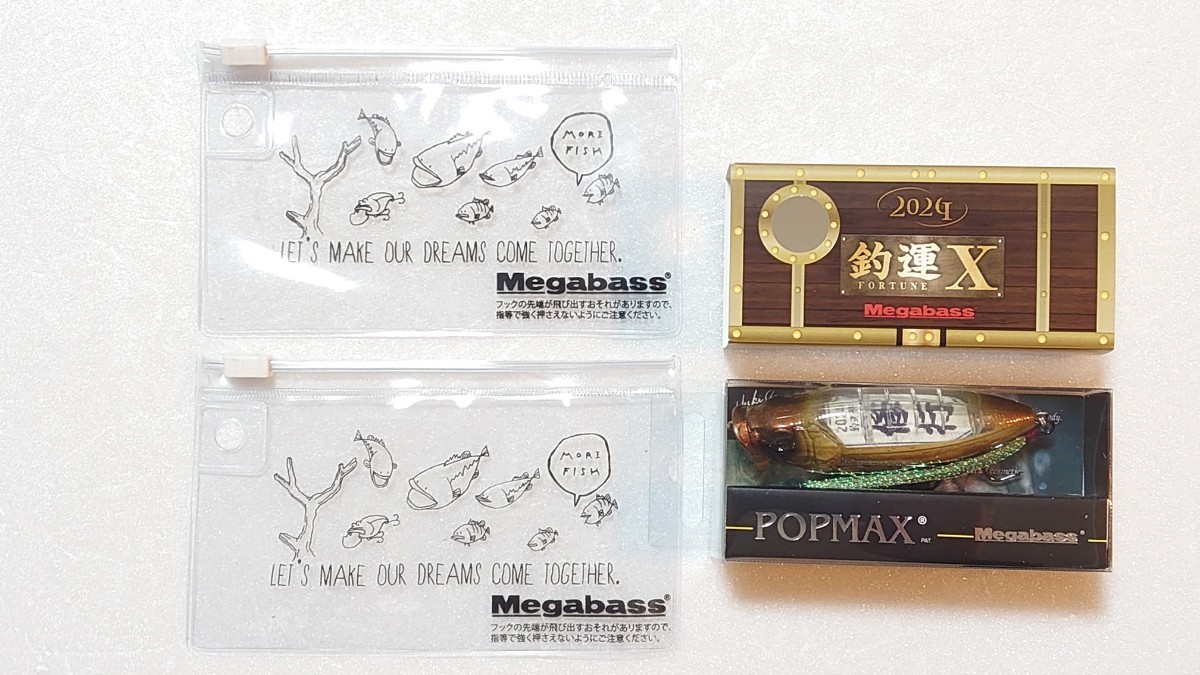 MORI
FISH
LET'S MAKE OUR DREAMS COME TOGETHER.
Megabass®
フックの先端が飛び出すおそれがありますので、
指等で強く押さえないようにご注意ください。
MORI
FISH
LET'S MAKE OUR DREAMS COME TOGETHER.
Megabass®
フックの先端が飛び出すおそれがありますので、
指等で強く押さえないようにご注意ください。
2024
釣運X
FORTUNE
Megabass
POPMAX®
PAT.
Megabass®